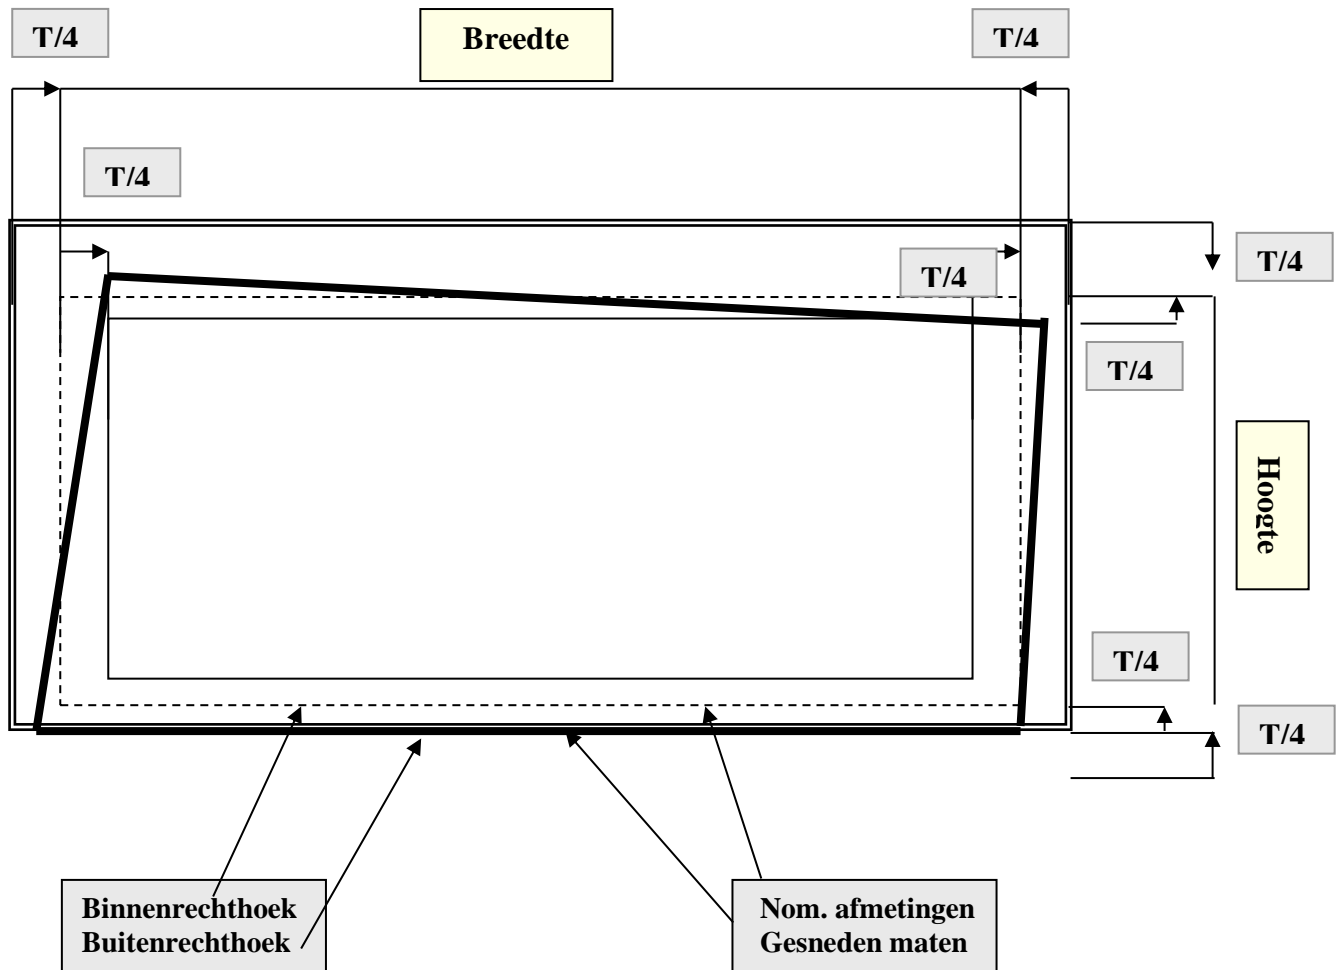 T/4
Breedte
T/4
T/4
T/4
T/4
T/4
Hoogte
T/4
T/4
Binnenrechthoek
Buitenrechthoek
Nom. afmetingen
Gesneden maten